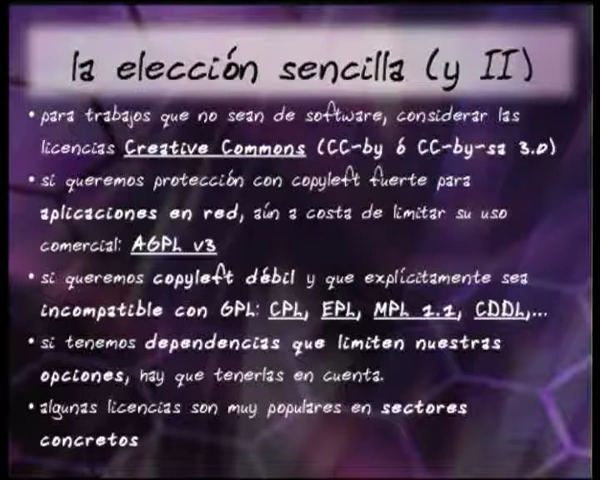 la elección sencilla (y II)
• para trabajos que no sean de software, considerar las
licencias Creative Commons (CC-by ó CC-by-sa 3.0)
• si queremos protección con copyleft fuerte para
aplicaciones en red, aún a costa de limitar su uso
comercial: AGPL v3
• si queremos copyleft débil y que explícitamente sea
incompatible con GPL: CPL, EPL, MPL 1.1, CDDL,...
• si tenemos dependencias que limiten nuestras
opciones, hay que tenerlas en cuenta.
• algunas licencias son muy populares en sectores
concretos